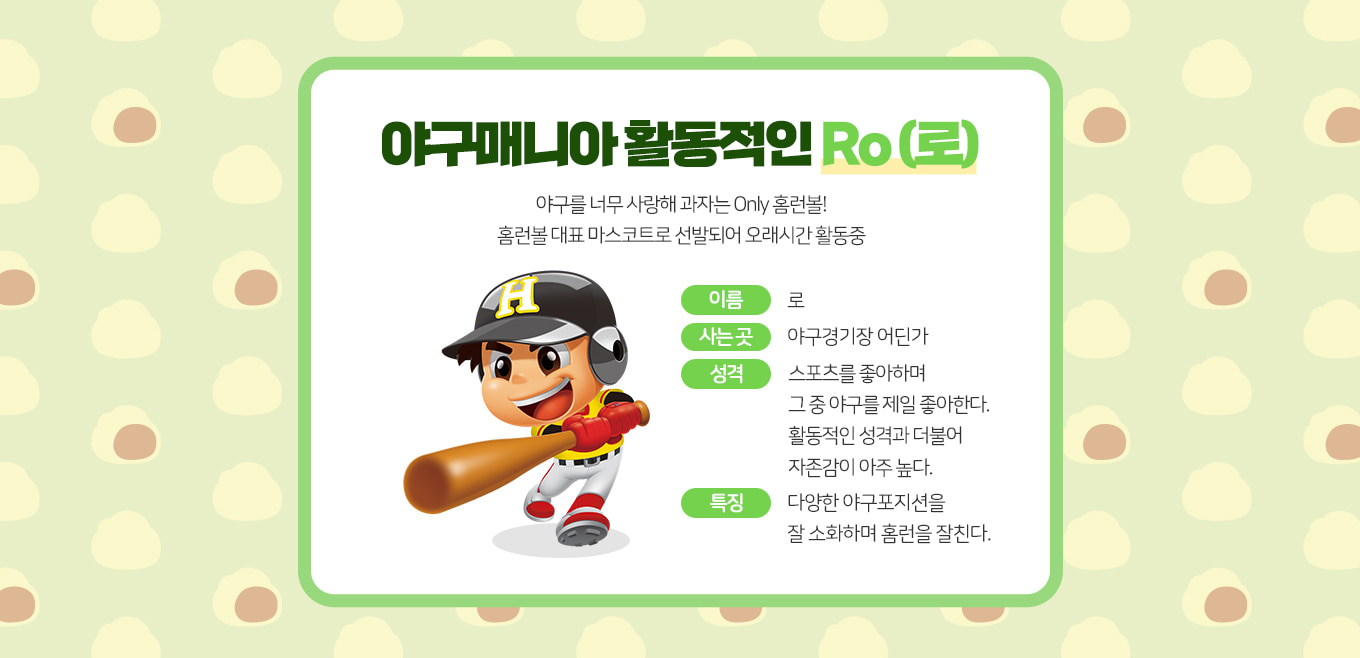 야구매니아 활동적인 Ro (로)
야구를 너무 사랑해 과자는 Only 홈런볼!
홈런볼 대표 마스코트로 선발되어 오래시간 활동중
H
이름 로
사는 곳 야구경기장 어딘가
성격 스포츠를 좋아하며
그 중 야구를 제일 좋아한다.
활동적인 성격과 더불어
자존감이 아주 높다.
특징 다양한 야구포지션을
잘 소화하며 홈런을 잘친다.